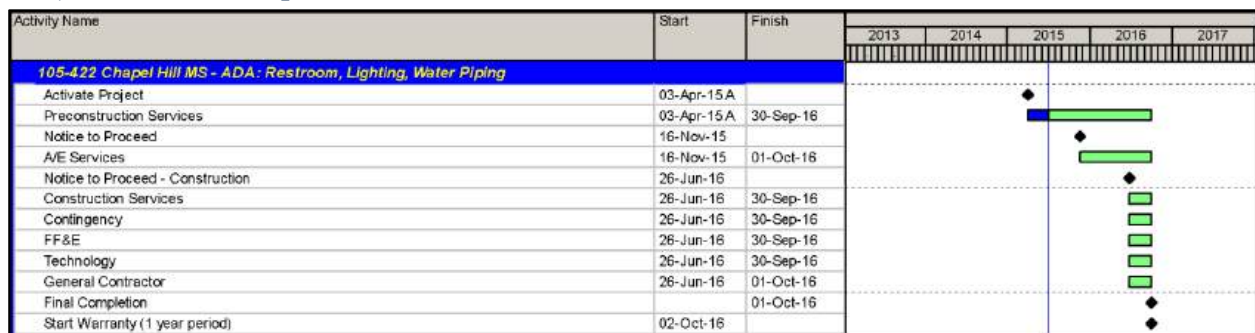 Activity Name Start Finish
2013 2014 2015 2016 2017
105-422 Chapel Hill MS - ADA: Restroom, Lighting, Water Piping
Activate Project 03-Apr-15 A
Preconstruction Services 03-Apr-15 A 30-Sep-16
Notice to Proceed 16-Nov-15
A/E Services 16-Nov-15 01-Oct-16
Notice to Proceed - Construction 26-Jun-16
Construction Services 26-Jun-16 30-Sep-16
Contingency 26-Jun-16 30-Sep-16
FF&E 26-Jun-16 30-Sep-16
Technology 26-Jun-16 30-Sep-16
General Contractor 26-Jun-16 01-Oct-16
Final Completion 01-Oct-16
Start Warranty (1 year period) 02-Oct-16